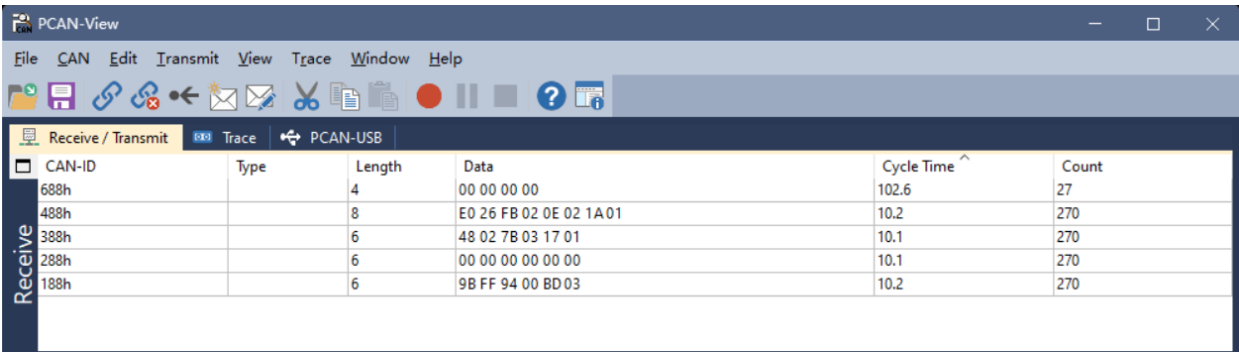 PCAN-View
File CAN Edit Transmit View Trace Window Help
Receive / Transmit Trace PCAN-USB
CAN-ID Type Length Data Cycle Time Count
688h 4 00 00 00 00 102.6 27
488h 8 E0 26 FB 02 0E 02 1A 01 10.2 270
388h 6 48 02 7B 03 17 01 10.1 270
288h 6 00 00 00 00 00 00 10.1 270
188h 6 9B FF 94 00 BD 03 10.2 270
Receive